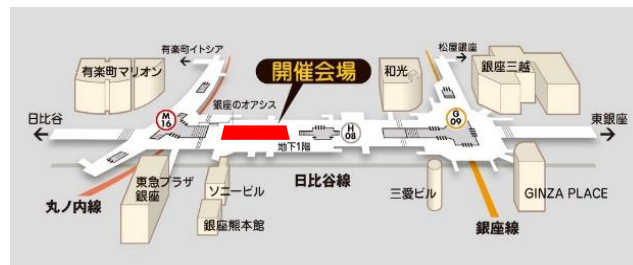 有楽町イトシア
松屋銀座
有楽町マリオン
開催会場
和光
銀座三越
銀座のオアシス
日比谷
M
16
G
09
東銀座
H
08
地下1階
東急プラザ
銀座
ソニービル
日比谷線
三愛ビル
GINZA PLACE
丸ノ内線
銀座熊本館
銀座線